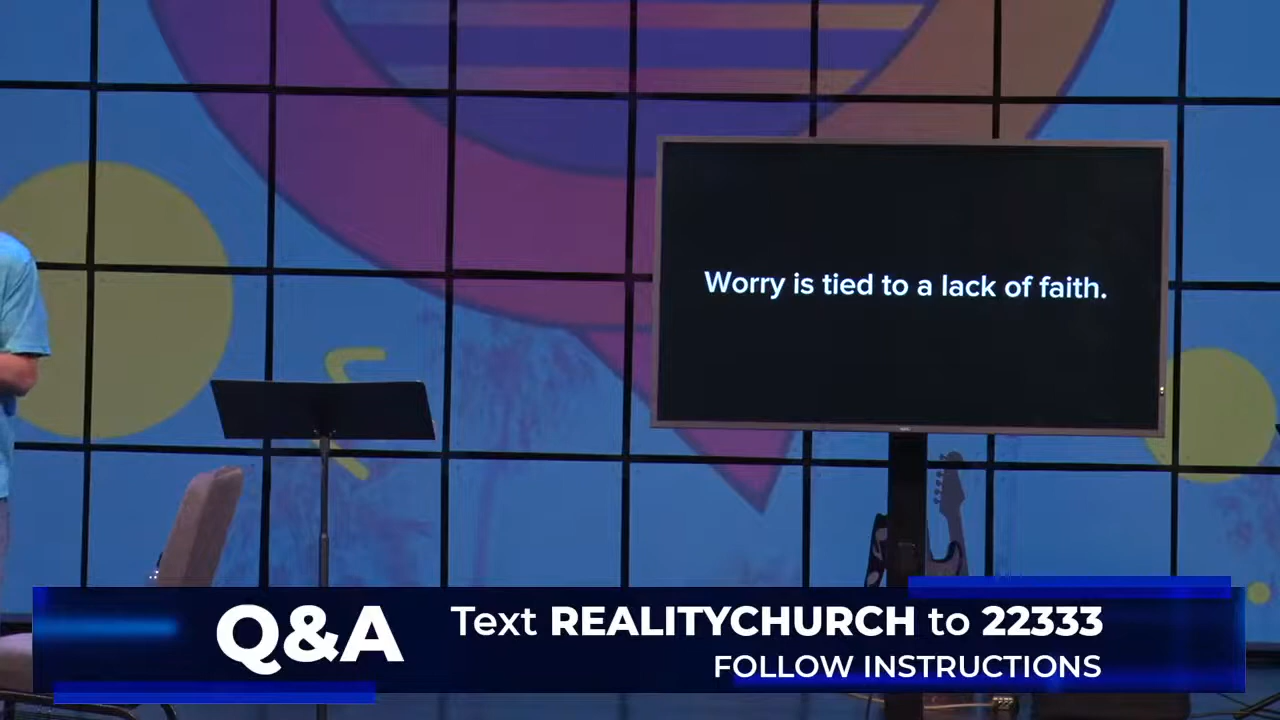 Worry is tied to a lack of faith.
Q&A
Text REALITYCHURCH to 22333
FOLLOW INSTRUCTIONS